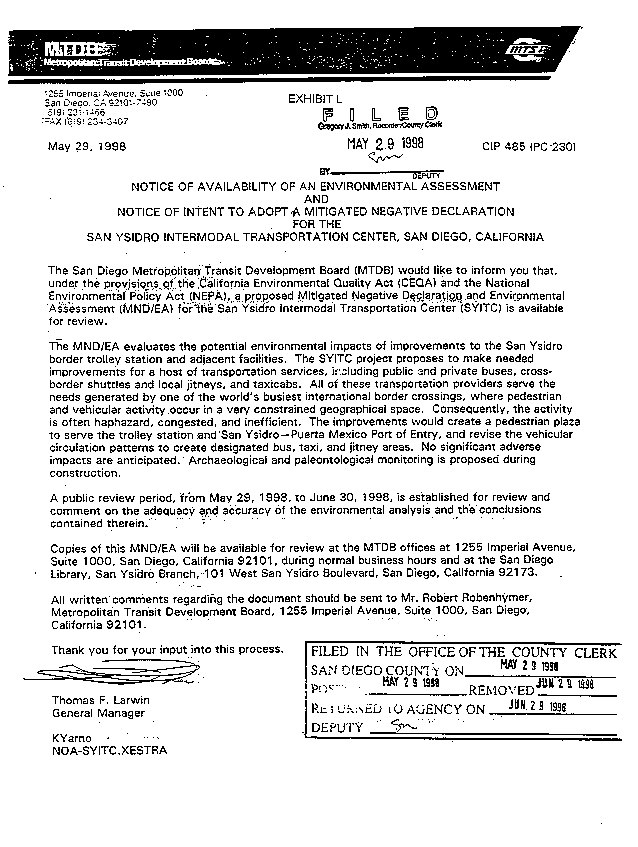 MTDB
Metropolitan Transit Development Board
MTS
1255 Imperial Avenue, Suite 1000
San Diego, CA 92101-7490
(619) 231-1466
FAX (619) 234-3407
EXHIBIT L
FILED
Gregory J. Smith, Recorder/County Clerk
May 29, 1998
MAY 29 1998
CIP 485 (PC-230)
BY
DEPUTY
NOTICE OF AVAILABILITY OF AN ENVIRONMENTAL ASSESSMENT
AND
NOTICE OF INTENT TO ADOPT A MITIGATED NEGATIVE DECLARATION
FOR THE
SAN YSIDRO INTERMODAL TRANSPORTATION CENTER, SAN DIEGO, CALIFORNIA
The San Diego Metropolitan Transit Development Board (MTDB) would like to inform you that,
under the provisions of the California Environmental Quality Act (CEQA) and the National
Environmental Policy Act (NEPA), a proposed Mitigated Negative Declaration and Environmental
Assessment (MND/EA) for the San Ysidro Intermodal Transportation Center (SYITC) is available
for review.
The MND/EA evaluates the potential environmental impacts of improvements to the San Ysidro
border trolley station and adjacent facilities. The SYITC project proposes to make needed
improvements for a host of transportation services, including public and private buses, cross-
border shuttles and local jitneys, and taxicabs. All of these transportation providers serve the
needs generated by one of the world's busiest international border crossings, where pedestrian
and vehicular activity occur in a very constrained geographical space. Consequently, the activity
is often haphazard, congested, and inefficient. The improvements would create a pedestrian plaza
to serve the trolley station and San Ysidro—Puerta Mexico Port of Entry, and revise the vehicular
circulation patterns to create designated bus, taxi, and jitney areas. No significant adverse
impacts are anticipated. Archaeological and paleontological monitoring is proposed during
construction.
A public review period, from May 29, 1998, to June 30, 1998, is established for review and
comment on the adequacy and accuracy of the environmental analysis and the conclusions
contained therein.
Copies of this MND/EA will be available for review at the MTDB offices at 1255 Imperial Avenue,
Suite 1000, San Diego, California 92101, during normal business hours and at the San Diego
Library, San Ysidro Branch, 101 West San Ysidro Boulevard, San Diego, California 92173.
All written comments regarding the document should be sent to Mr. Robert Robenhymer,
Metropolitan Transit Development Board, 1255 Imperial Avenue, Suite 1000, San Diego,
California 92101.
Thank you for your input into this process.
Thomas F. Larwin
General Manager
KYarno
NOA-SYITC.XESTRA
FILED IN THE OFFICE OF THE COUNTY CLERK
SAN DIEGO COUNTY ON MAY 29 1998
POSTED MAY 29 1998 REMOVED JUN 29 1998
RETURNED TO AGENCY ON JUN 29 1998
DEPUTY